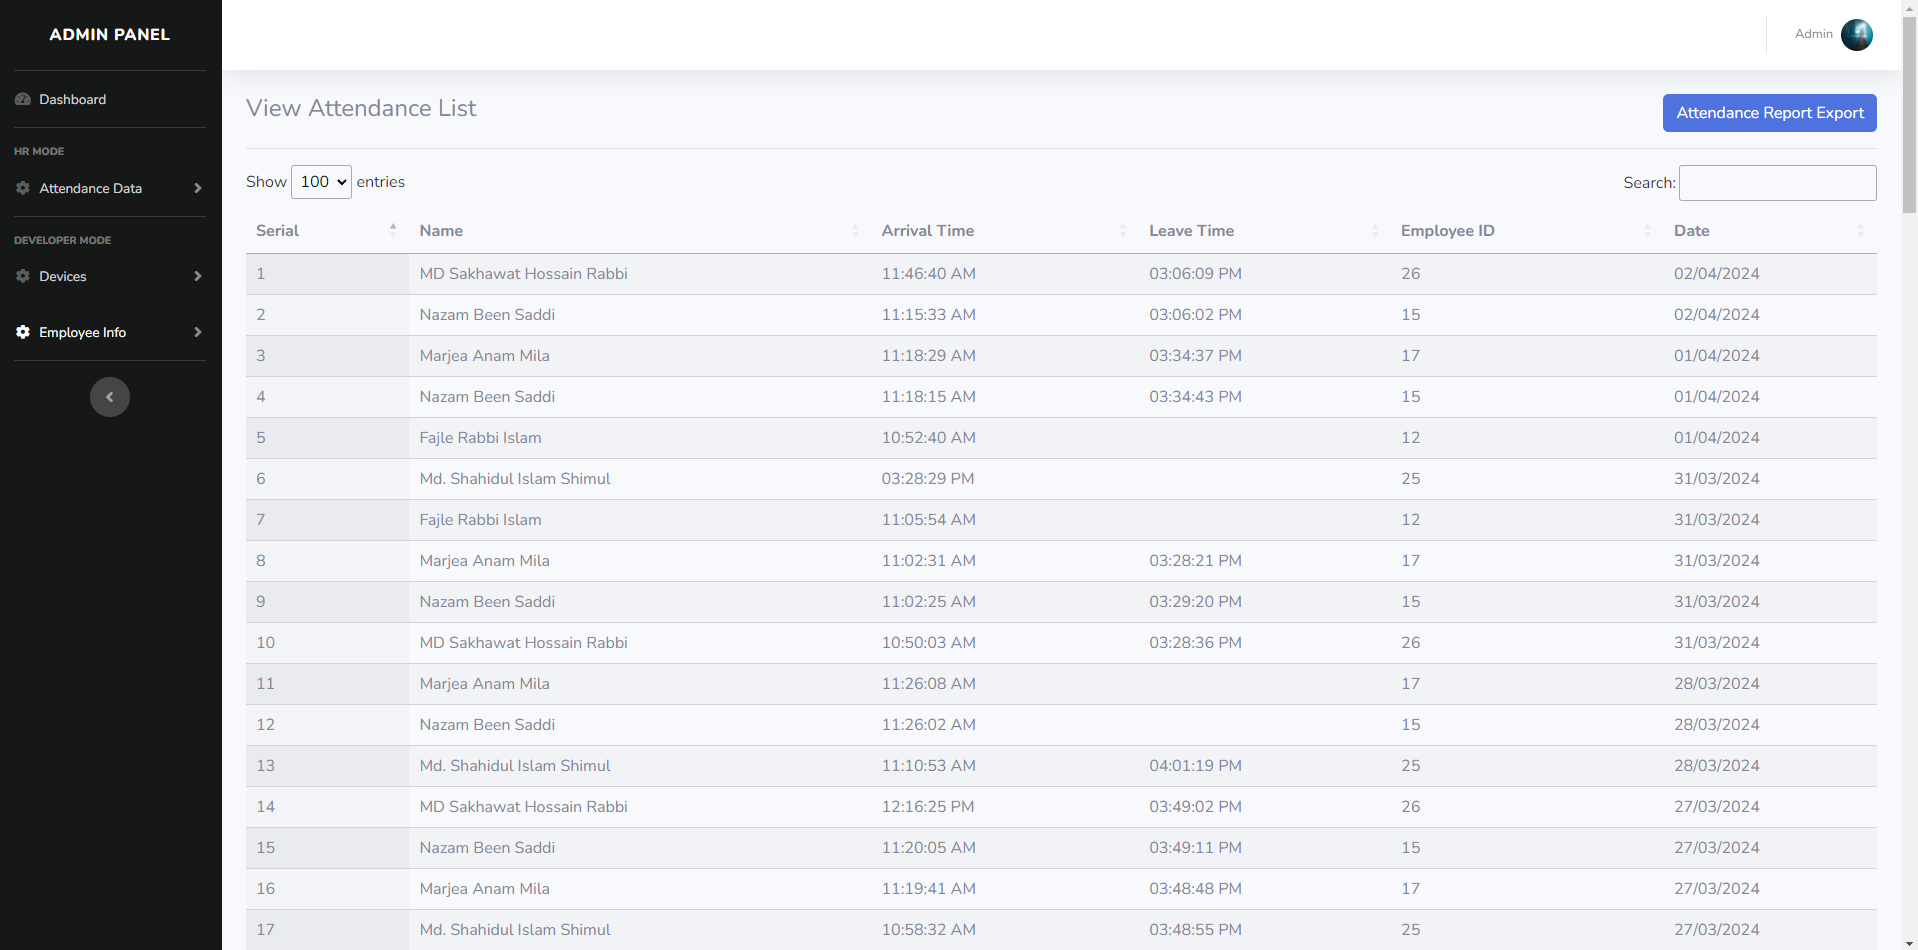 ADMIN PANEL
Dashboard
HR MODE
Attendance Data
DEVELOPER MODE
Devices
Employee Info
Admin
View Attendance List
Attendance Report Export
Show 100 entries
Search:
Serial Name Arrival Time Leave Time Employee ID Date
1 MD Sakhawat Hossain Rabbi 11:46:40 AM 03:06:09 PM 26 02/04/2024
2 Nazam Been Saddi 11:15:33 AM 03:06:02 PM 15 02/04/2024
3 Marjea Anam Mila 11:18:29 AM 03:34:37 PM 17 01/04/2024
4 Nazam Been Saddi 11:18:15 AM 03:34:43 PM 15 01/04/2024
5 Fajle Rabbi Islam 10:52:40 AM 12 01/04/2024
6 Md. Shahidul Islam Shimul 03:28:29 PM 25 31/03/2024
7 Fajle Rabbi Islam 11:05:54 AM 12 31/03/2024
8 Marjea Anam Mila 11:02:31 AM 03:28:21 PM 17 31/03/2024
9 Nazam Been Saddi 11:02:25 AM 03:29:20 PM 15 31/03/2024
10 MD Sakhawat Hossain Rabbi 10:50:03 AM 03:28:36 PM 26 31/03/2024
11 Marjea Anam Mila 11:26:08 AM 17 28/03/2024
12 Nazam Been Saddi 11:26:02 AM 15 28/03/2024
13 Md. Shahidul Islam Shimul 11:10:53 AM 04:01:19 PM 25 28/03/2024
14 MD Sakhawat Hossain Rabbi 12:16:25 PM 03:49:02 PM 26 27/03/2024
15 Nazam Been Saddi 11:20:05 AM 03:49:11 PM 15 27/03/2024
16 Marjea Anam Mila 11:19:41 AM 03:48:48 PM 17 27/03/2024
17 Md. Shahidul Islam Shimul 10:58:32 AM 03:48:55 PM 25 27/03/2024